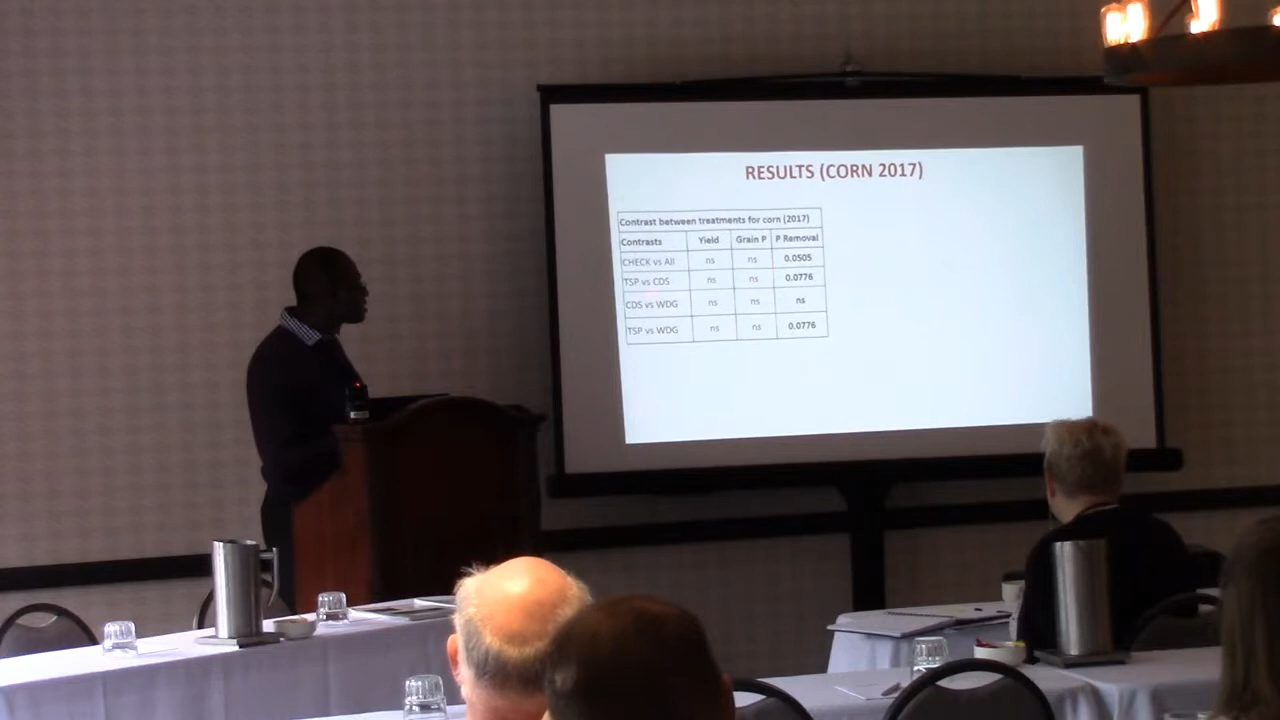 RESULTS (CORN 2017)
Contrast between treatments for corn (2017)
Contrasts Yield Grain P P Removal
CHECK vs All ns ns 0.0505
TSP vs CDS ns ns 0.0776
CDS vs WDG ns ns ns
TSP vs WDG ns ns 0.0776